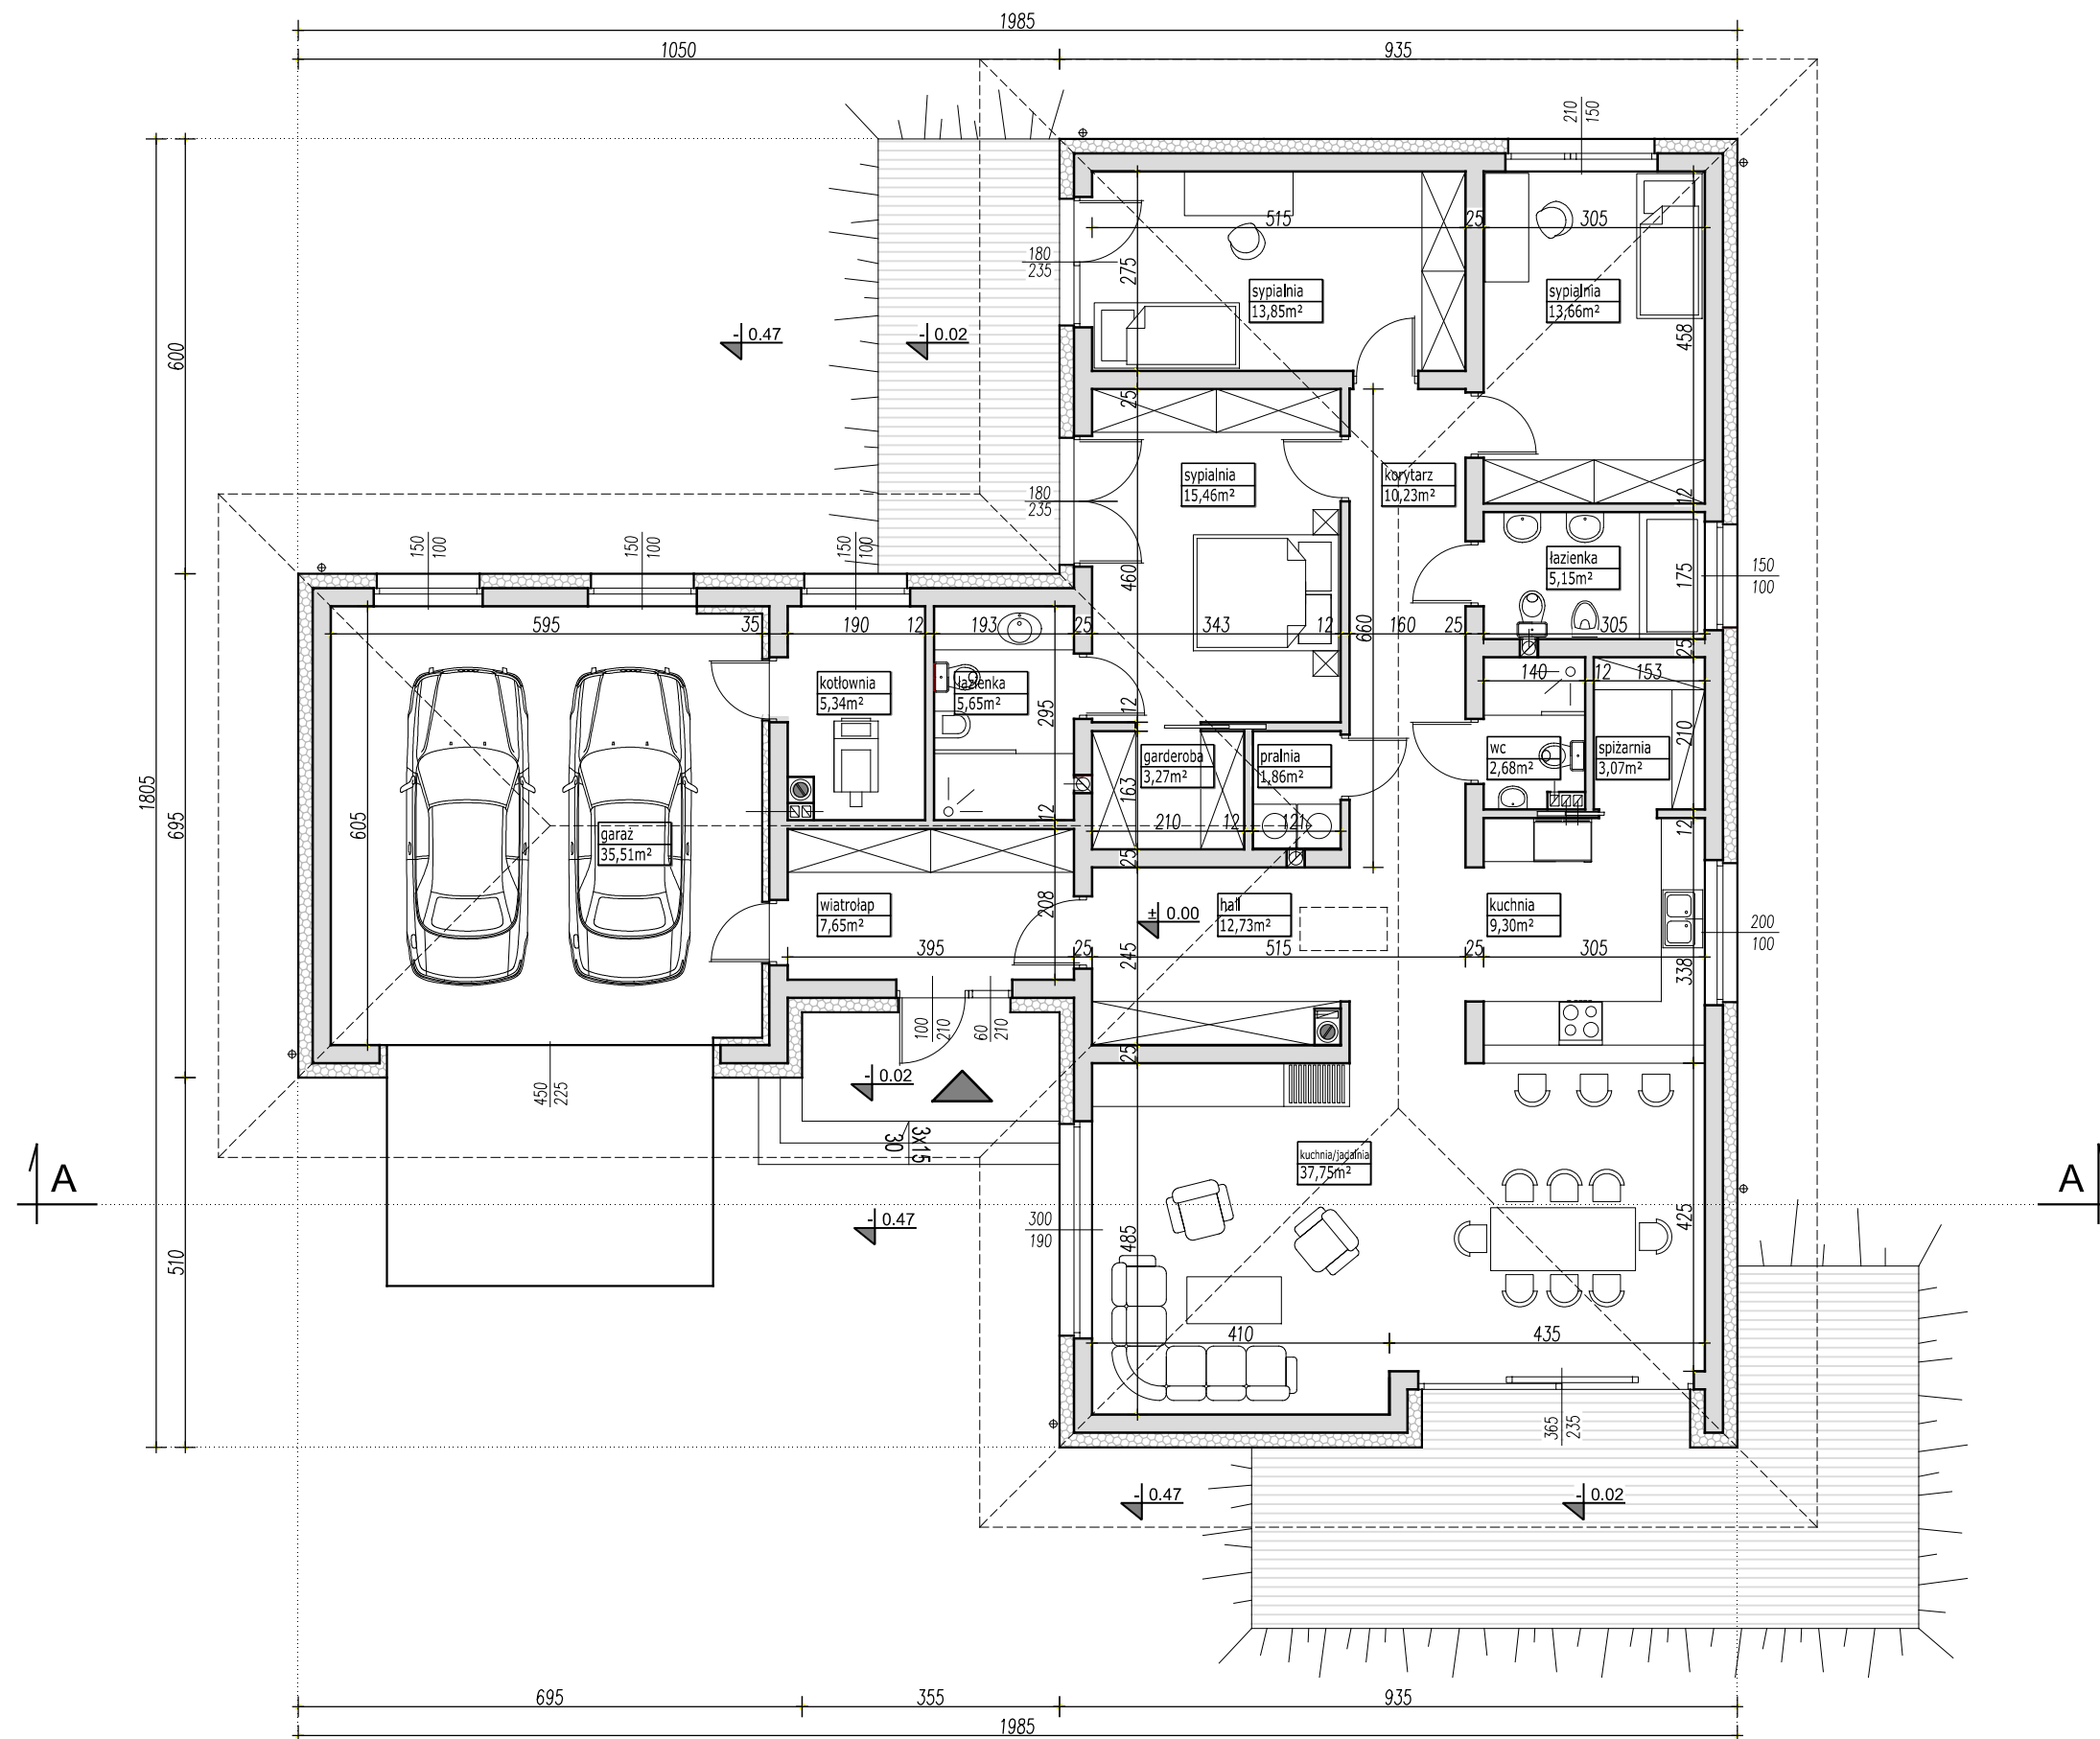 1985
1050
935
210
150
515
25
305
180
235
275
sypialnia
13,85m²
sypialnia
13,66m²
458
- 0.47
- 0.02
600
25
sypialnia
15,46m²
korytarz
10,23m²
12
180
235
150
100
150
100
150
100
460
łazienka
5,15m²
175
150
100
595
35
190
12
193
25
343
12
660
160
25
305
25
140
12
153
kotłownia
5,34m²
łazienka
5,65m²
295
12
210
garderoba
3,27m²
pralnia
1,86m²
wc
2,68m²
spiżarnia
3,07m²
163
1805
695
605
garaż
35,51m²
12
210
12
121
12
25
wiatrołap
7,65m²
208
± 0.00
hall
12,73m²
kuchnia
9,30m²
200
100
395
25
245
515
25
305
338
100
210
60
210
25
- 0.02
450
225
3x15
30
kuchnia/jadalnia
37,75m²
A
A
- 0.47
300
190
485
425
510
410
435
365
235
- 0.47
- 0.02
695
355
935
1985